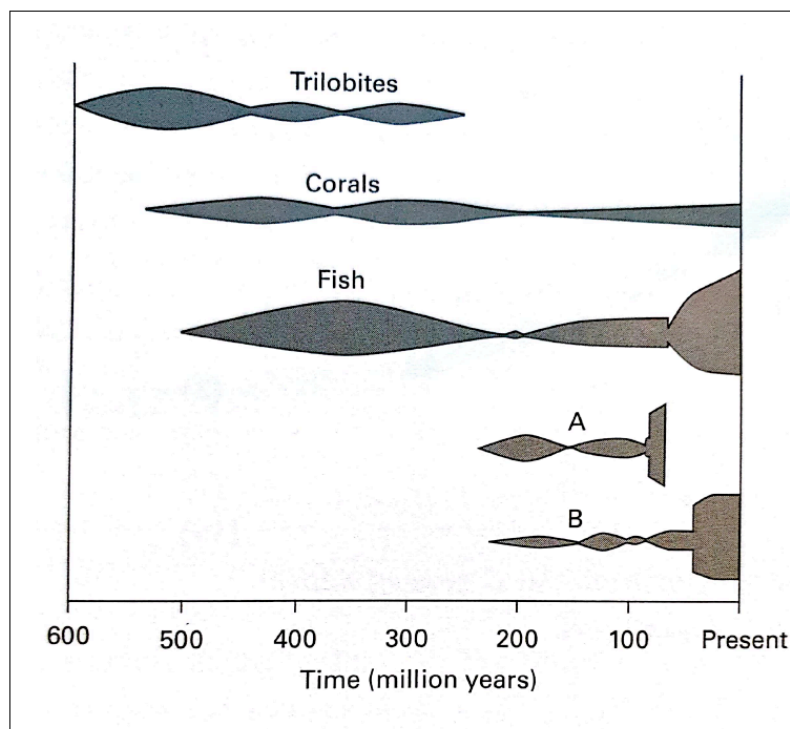 Trilobites
Corals
Fish
A
B
600 500 400 300 200 100 Present
Time (million years)